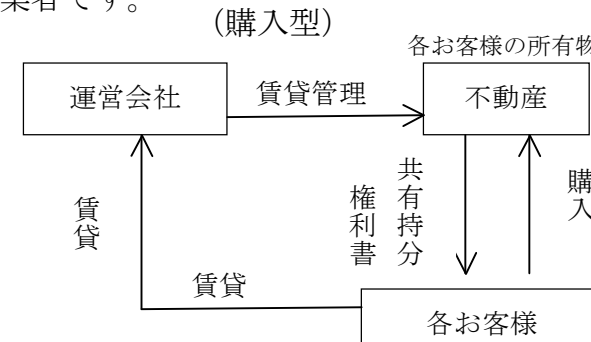 業者です。
（購入型）
各お客様の所有物
運営会社
賃貸管理
不動産
共有持分
権利書
購入
賃貸
賃貸
各お客様